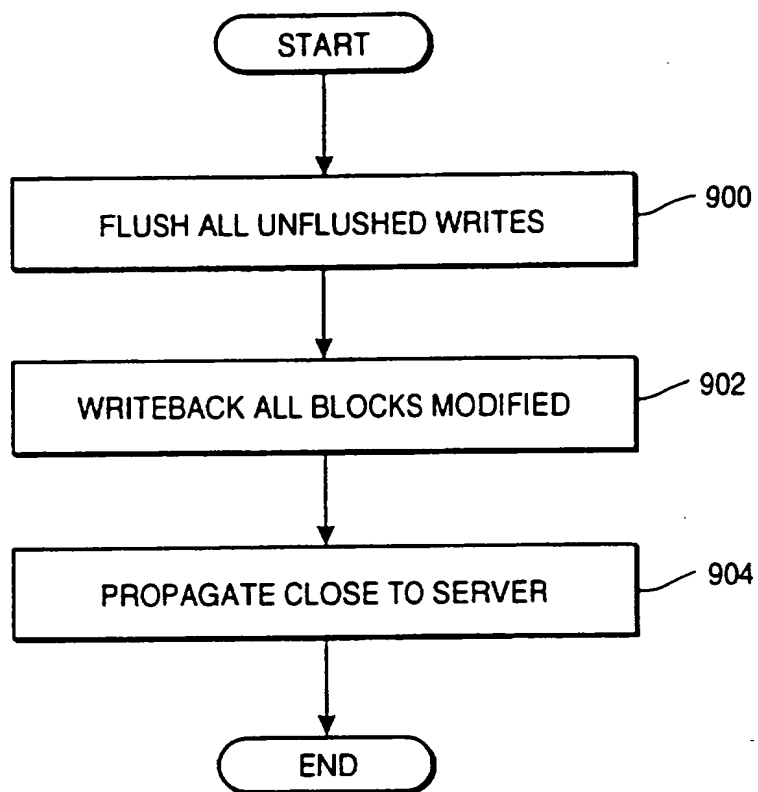 START
FLUSH ALL UNFLUSHED WRITES
900
WRITEBACK ALL BLOCKS MODIFIED
902
PROPAGATE CLOSE TO SERVER
904
END